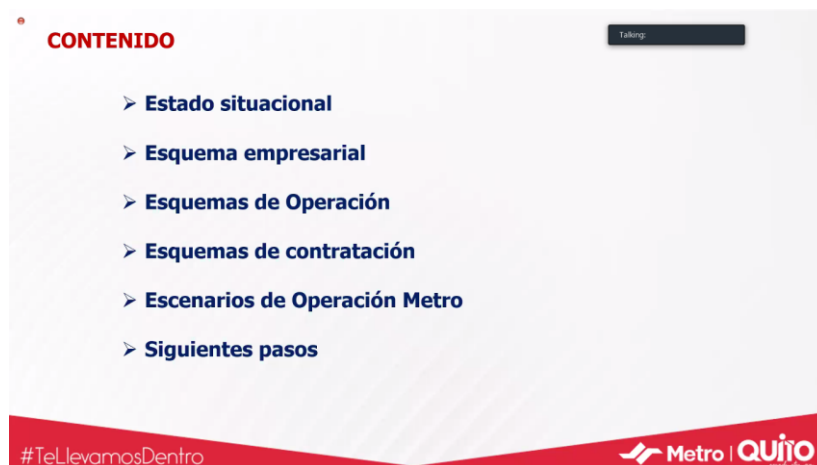 CONTENIDO
Talking:
➢ Estado situacional
➢ Esquema empresarial
➢ Esquemas de Operación
➢ Esquemas de contratación
➢ Escenarios de Operación Metro
➢ Siguientes pasos
#TeLlevamosDentro
Metro | QUITO